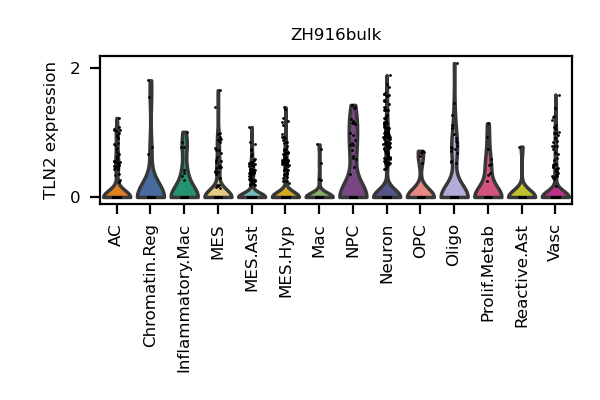 ZH916bulk
TLN2 expression
2
0
AC
Chromatin.Reg
Inflammatory.Mac
MES
MES.Ast
MES.Hyp
Mac
NPC
Neuron
OPC
Oligo
Prolif.Metab
Reactive.Ast
Vasc